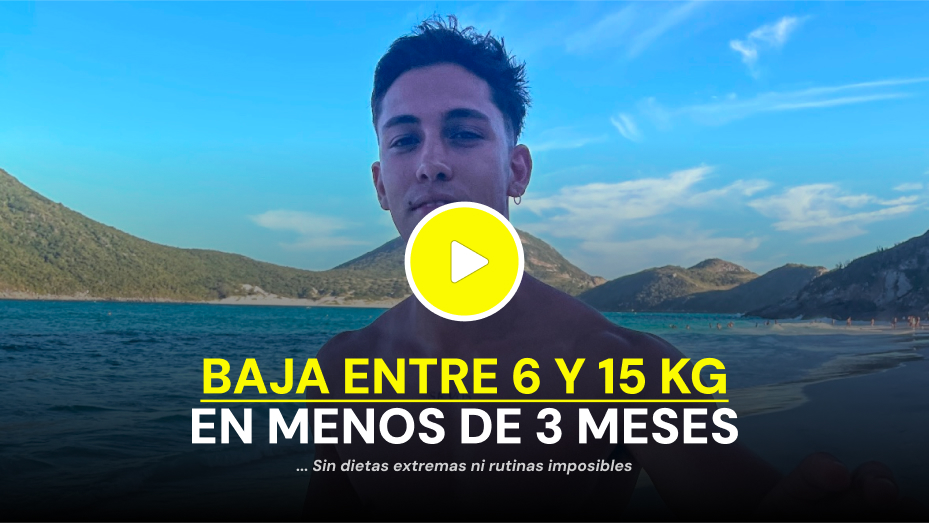 BAJA ENTRE 6 Y 15 KG
EN MENOS DE 3 MESES
... Sin dietas extremas ni rutinas imposibles